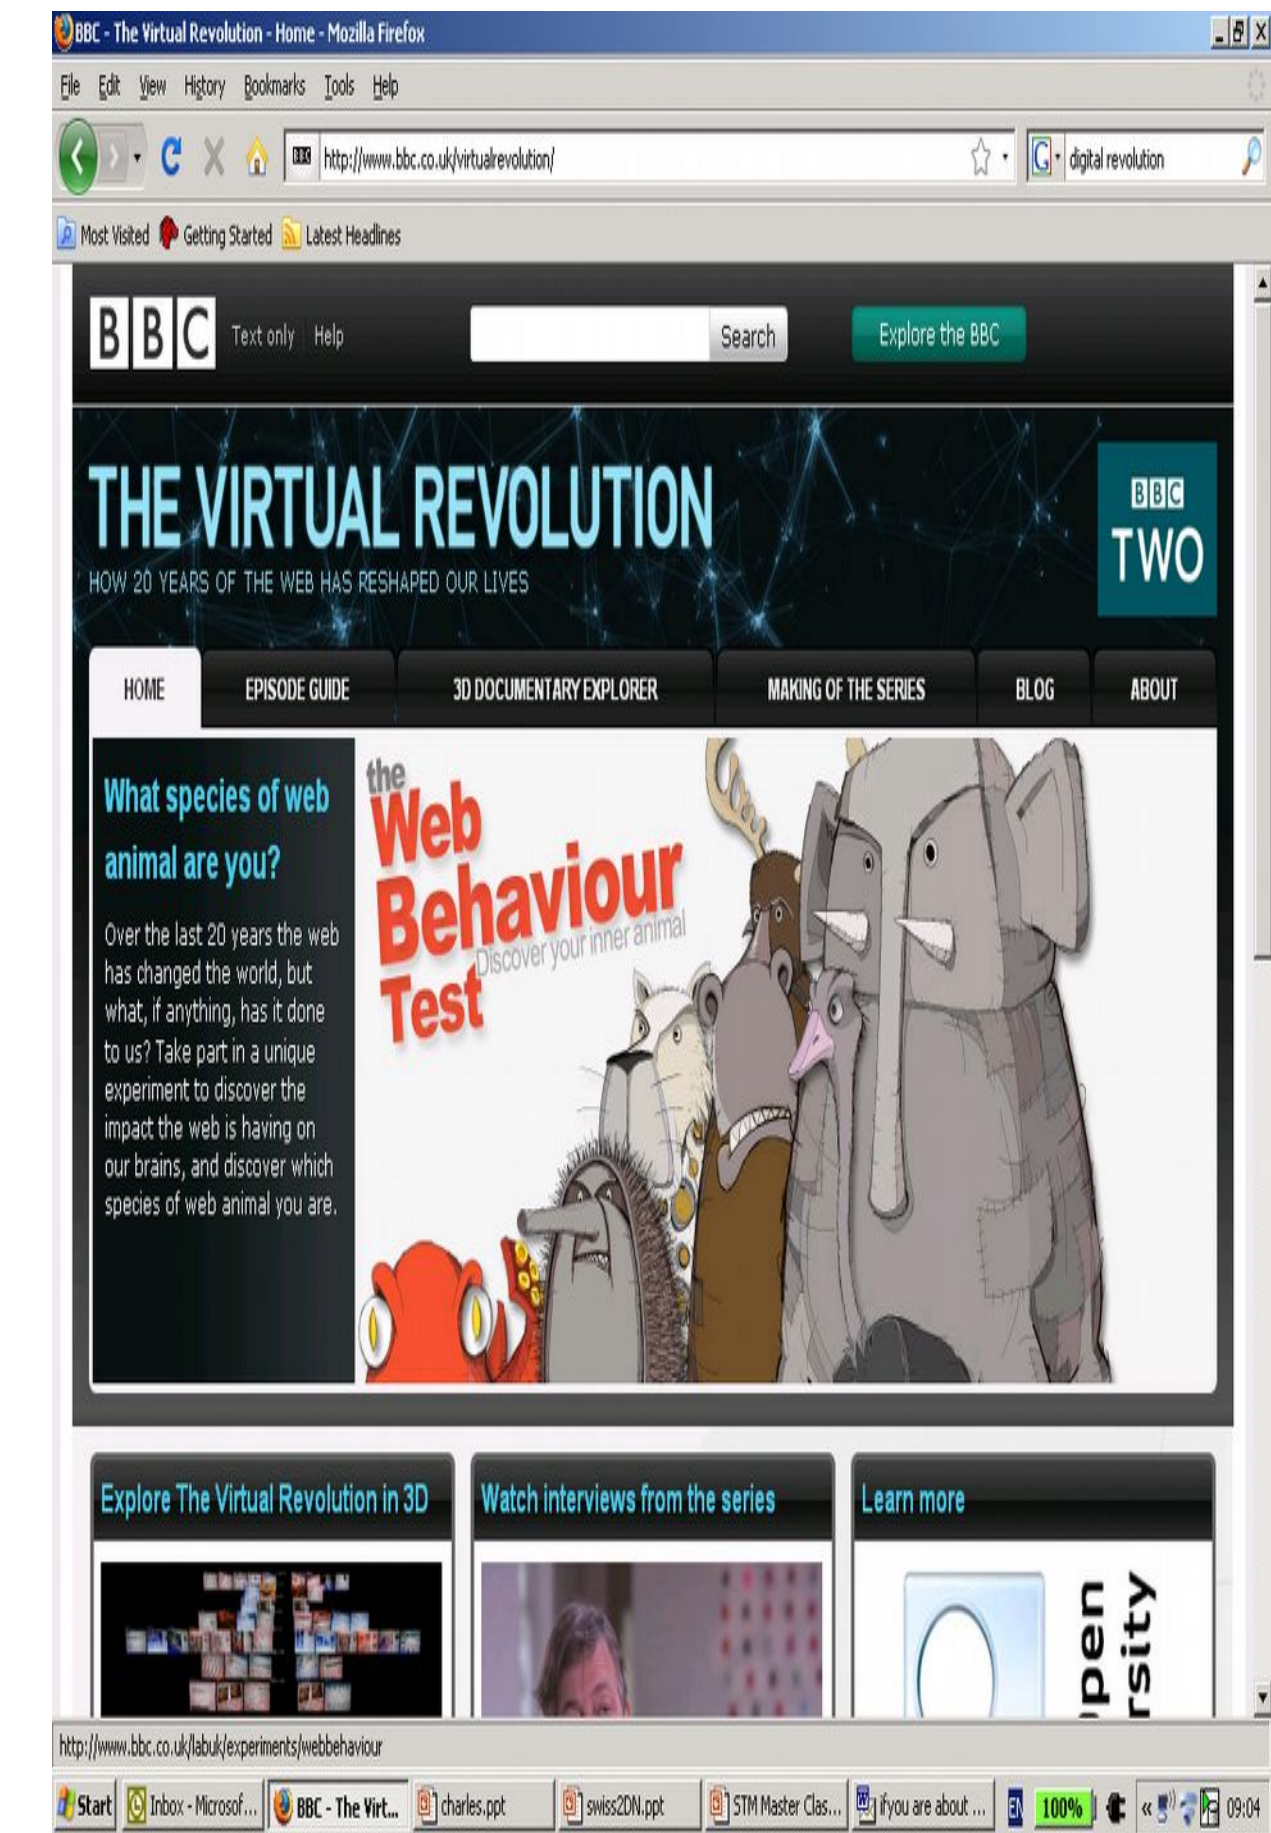 BBC - The Virtual Revolution - Home - Mozilla Firefox
File Edit View History Bookmarks Tools Help
http://www.bbc.co.uk/virtualrevolution/ digital revolution
Most Visited Getting Started Latest Headlines
BBC Text only Help Search Explore the BBC
THE VIRTUAL REVOLUTION
HOW 20 YEARS OF THE WEB HAS RESHAPED OUR LIVES
BBC
TWO
HOME EPISODE GUIDE 3D DOCUMENTARY EXPLORER MAKING OF THE SERIES BLOG ABOUT
What species of web
animal are you?
Over the last 20 years the web
has changed the world, but
what, if anything, has it done
to us? Take part in a unique
experiment to discover the
impact the web is having on
our brains, and discover which
species of web animal you are.
the
Web
Behaviour
Discover your inner animal
Test
Explore The Virtual Revolution in 3D
Watch interviews from the series
Learn more
http://www.bbc.co.uk/labuk/experiments/webbehaviour
Start Inbox - Microsof... BBC - The Virt... charles.ppt swiss2DN.ppt STM Master Clas... ifyou are about ... EN 100% « 09:04